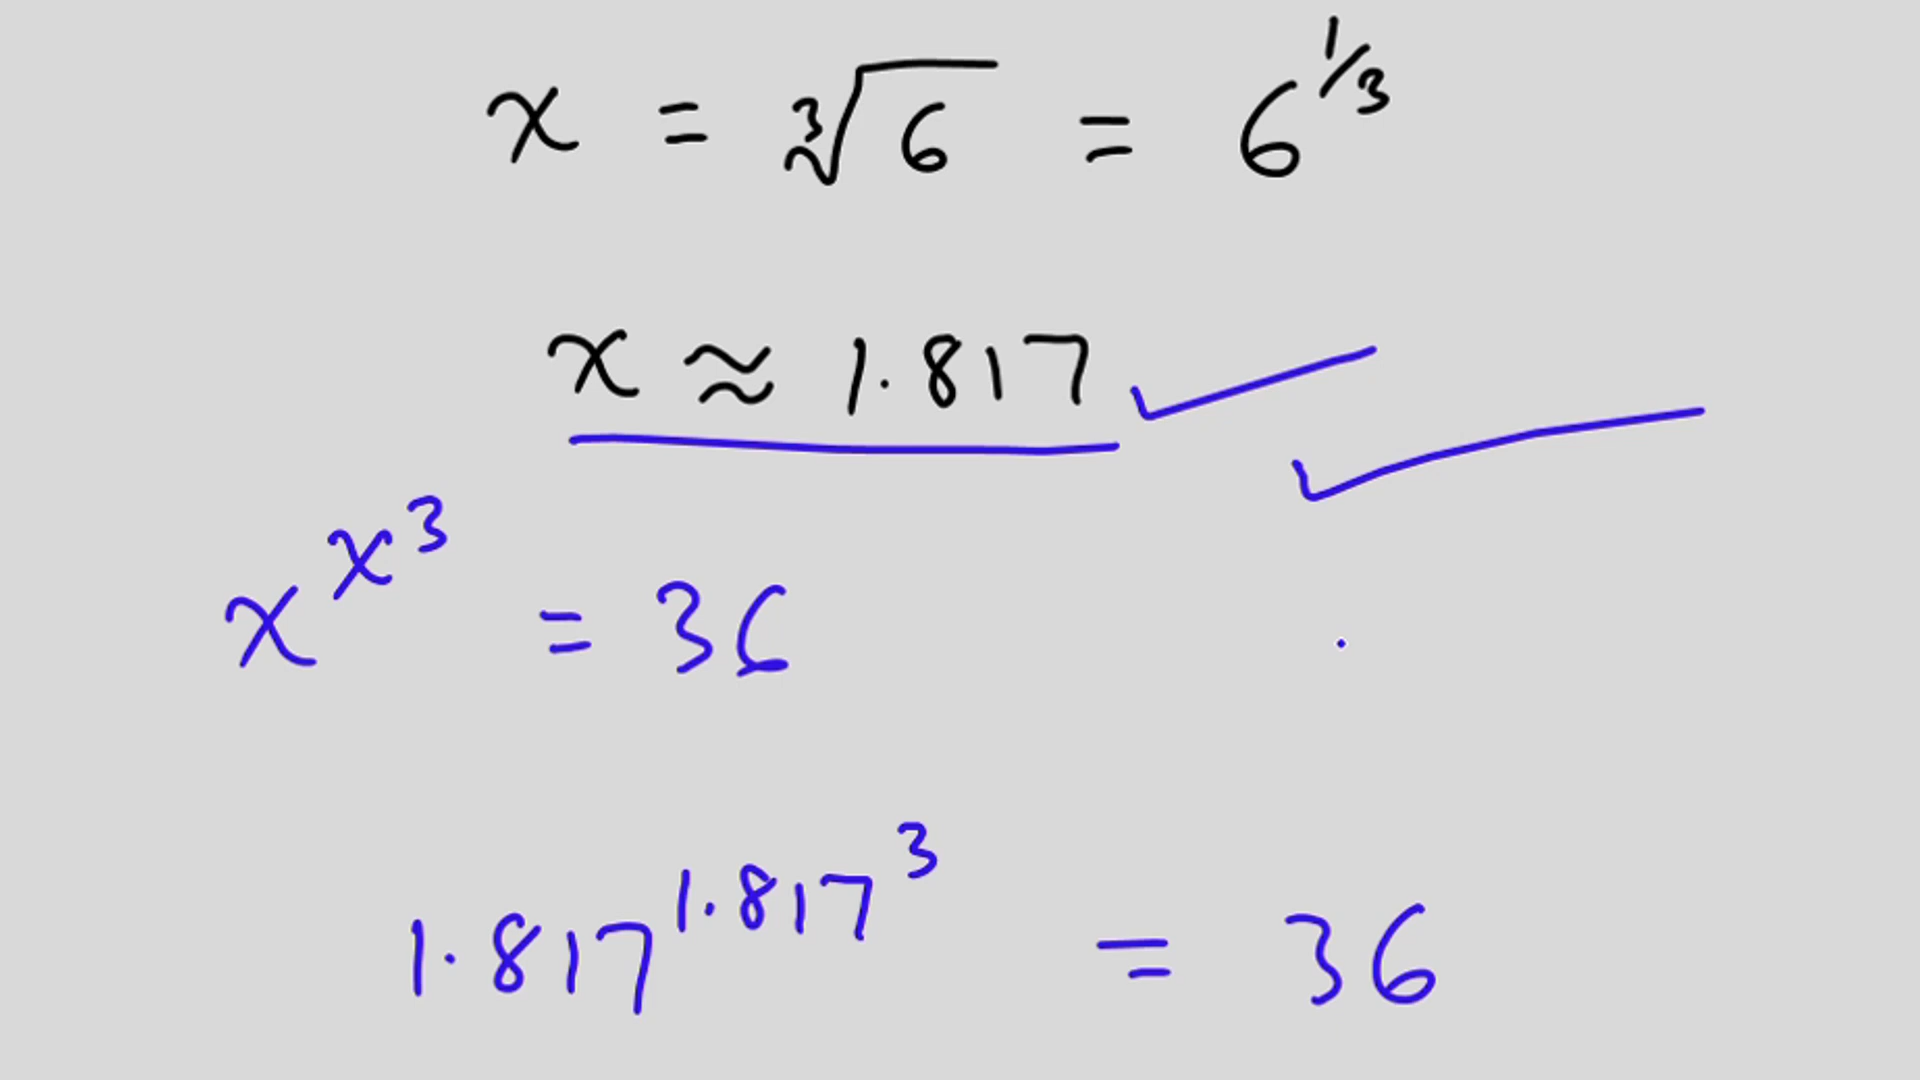 x = ∛6 = 6^{1/3}
x ≈ 1.817 ✓
✓
x^{x^3} = 36
1.817^{1.817^3} = 36